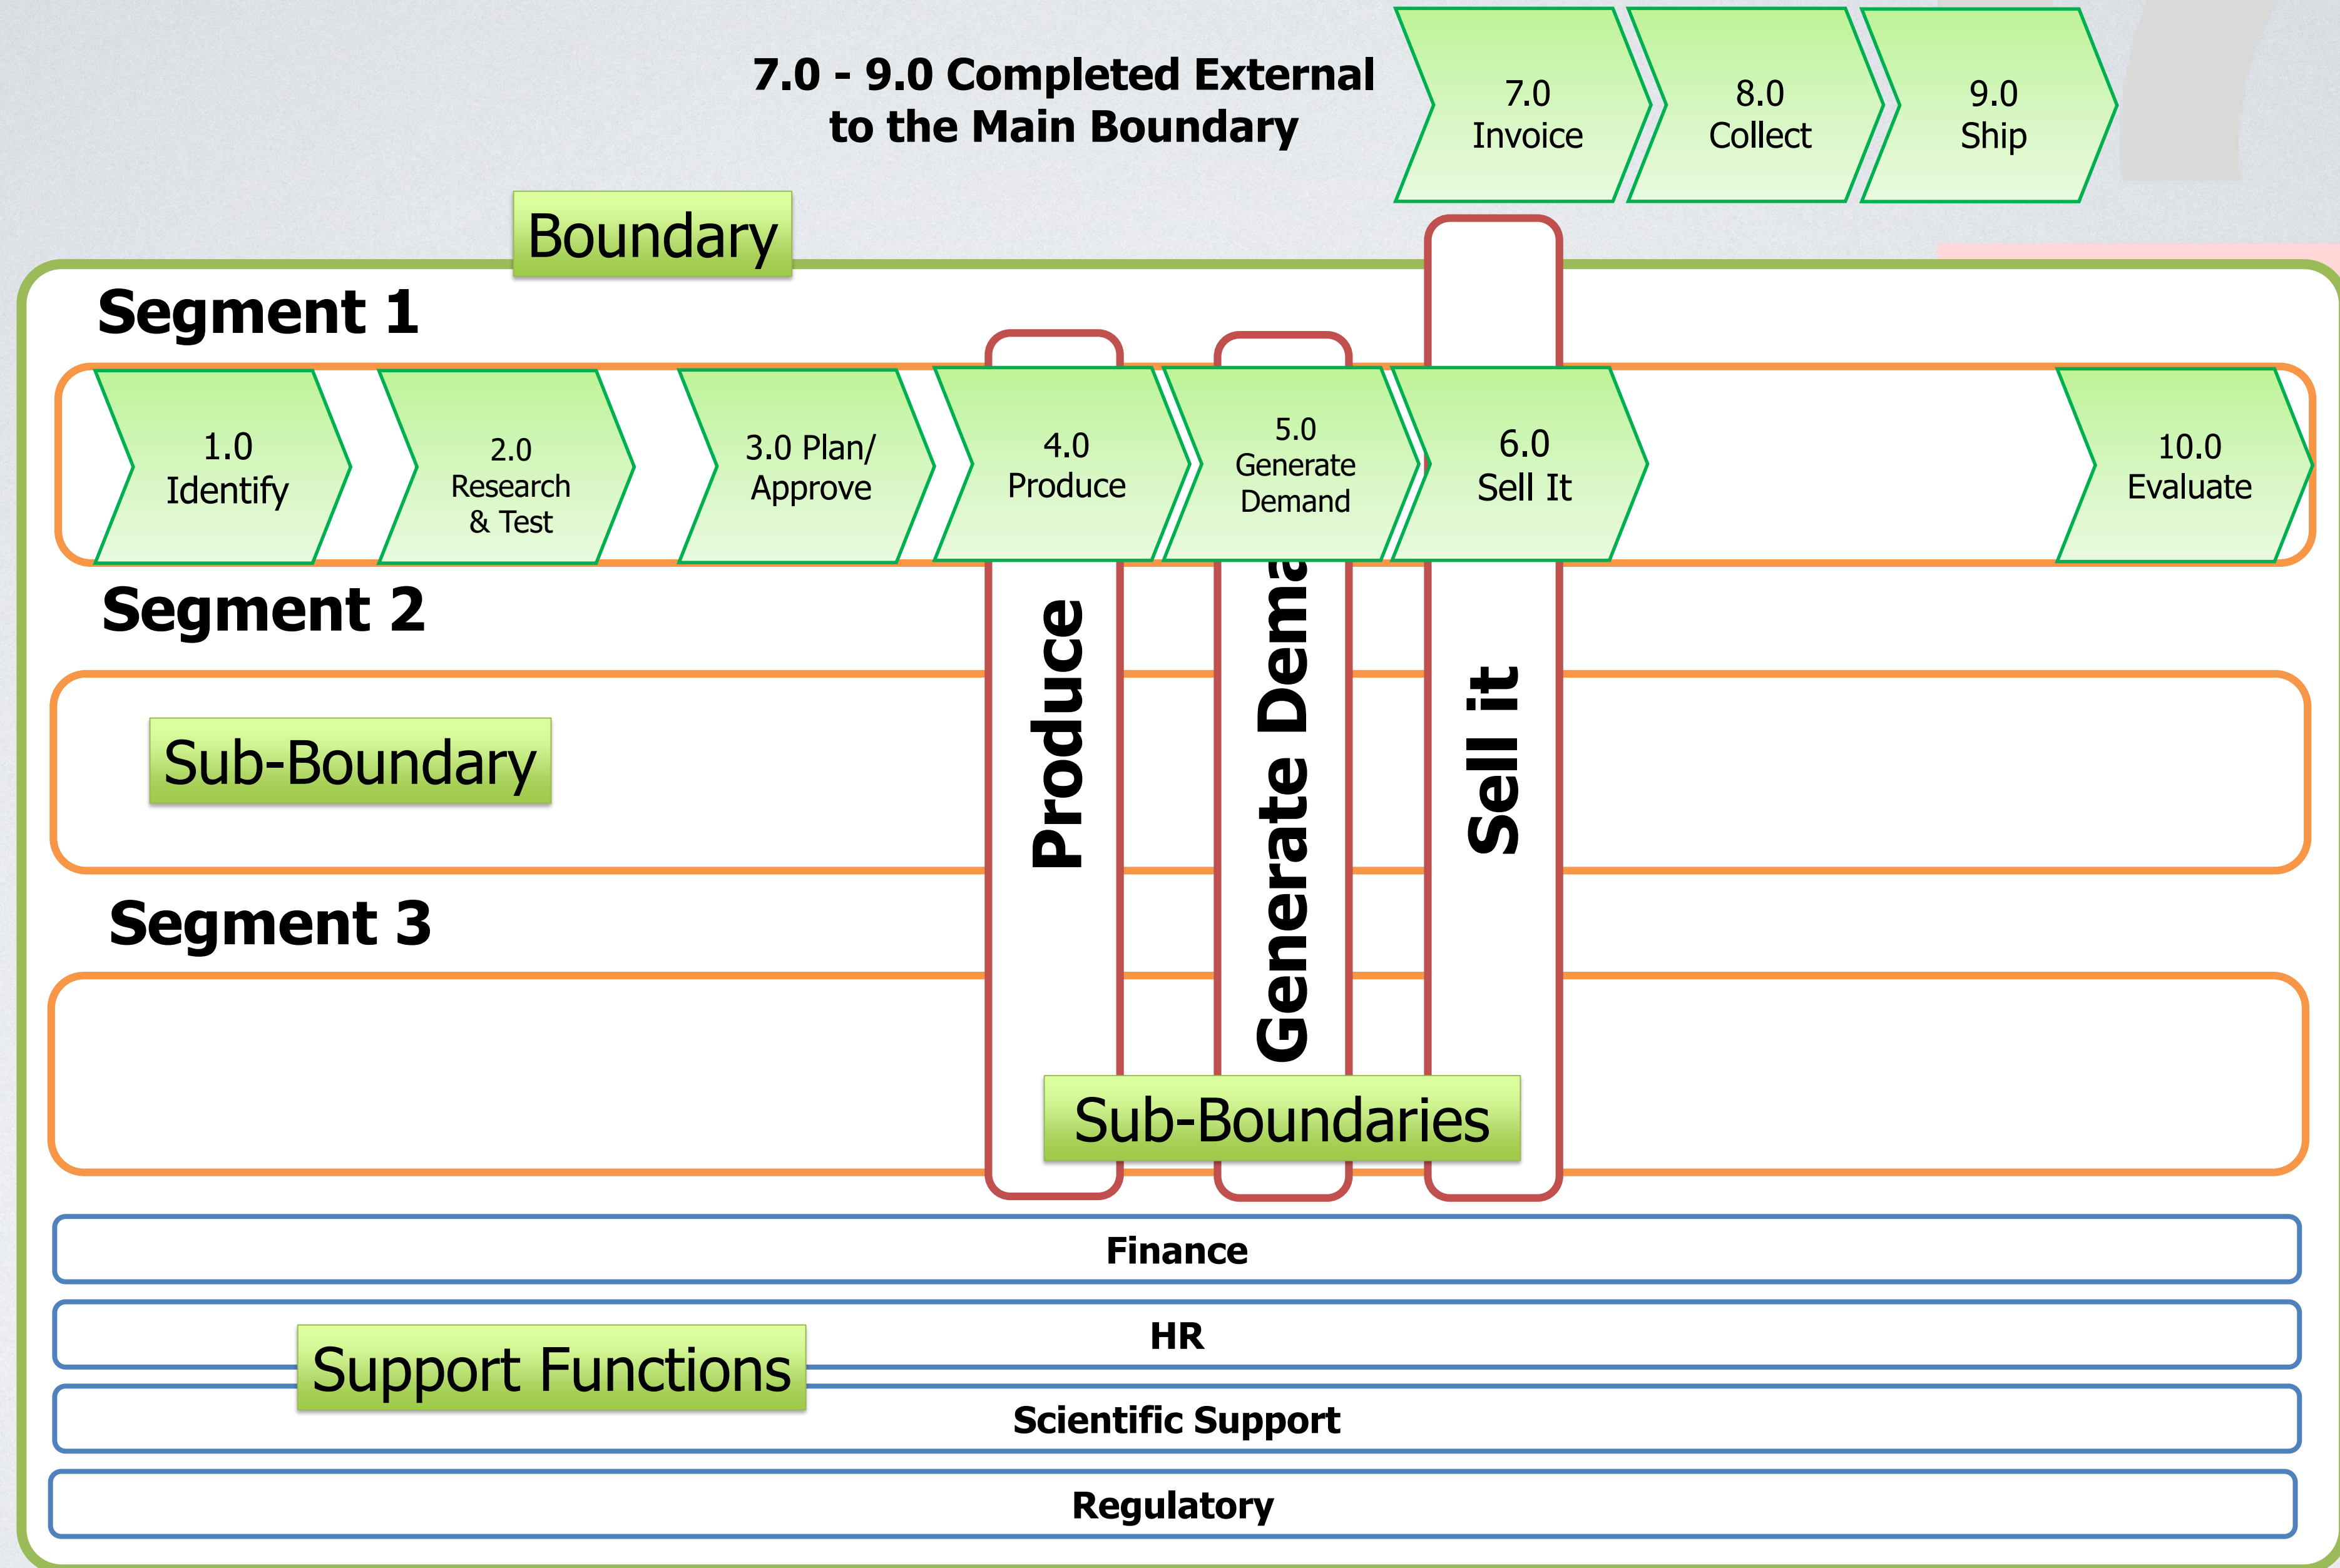 7.0 - 9.0 Completed External
to the Main Boundary
7.0
Invoice
8.0
Collect
9.0
Ship
Boundary
Segment 1
1.0
Identify
2.0
Research
& Test
3.0 Plan/
Approve
4.0
Produce
5.0
Generate
Demand
6.0
Sell It
10.0
Evaluate
Segment 2
Sub-Boundary
Produce
Generate Dema
Sell it
Segment 3
Sub-Boundaries
Finance
HR
Support Functions
Scientific Support
Regulatory